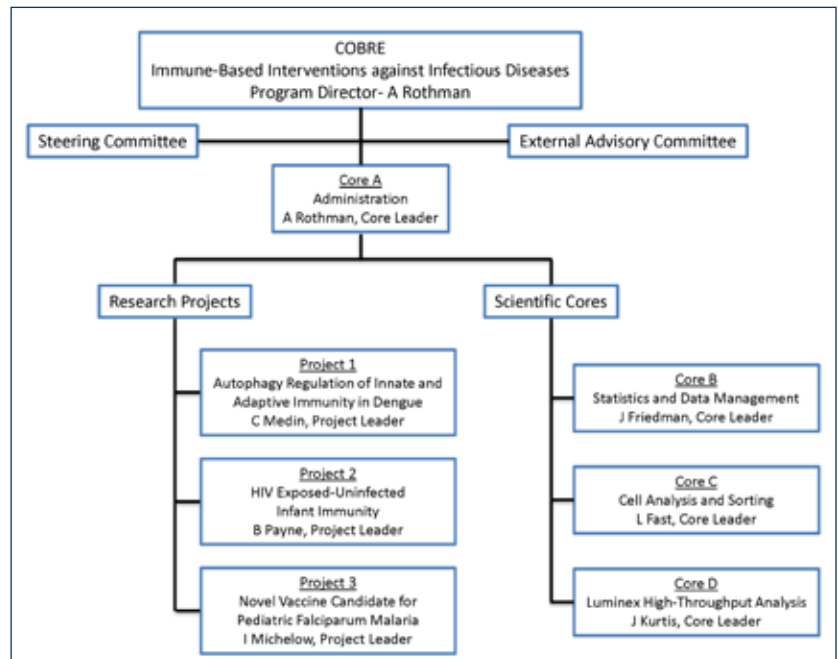 COBRE
Immune-Based Interventions against Infectious Diseases
Program Director- A Rothman
Steering Committee
External Advisory Committee
Core A
Administration
A Rothman, Core Leader
Research Projects
Scientific Cores
Project 1
Autophagy Regulation of Innate and
Adaptive Immunity in Dengue
C Medin, Project Leader
Core B
Statistics and Data Management
J Friedman, Core Leader
Project 2
HIV Exposed-Uninfected
Infant Immunity
B Payne, Project Leader
Core C
Cell Analysis and Sorting
L Fast, Core Leader
Project 3
Novel Vaccine Candidate for
Pediatric Falciparum Malaria
I Michelow, Project Leader
Core D
Luminex High-Throughput Analysis
J Kurtis, Core Leader